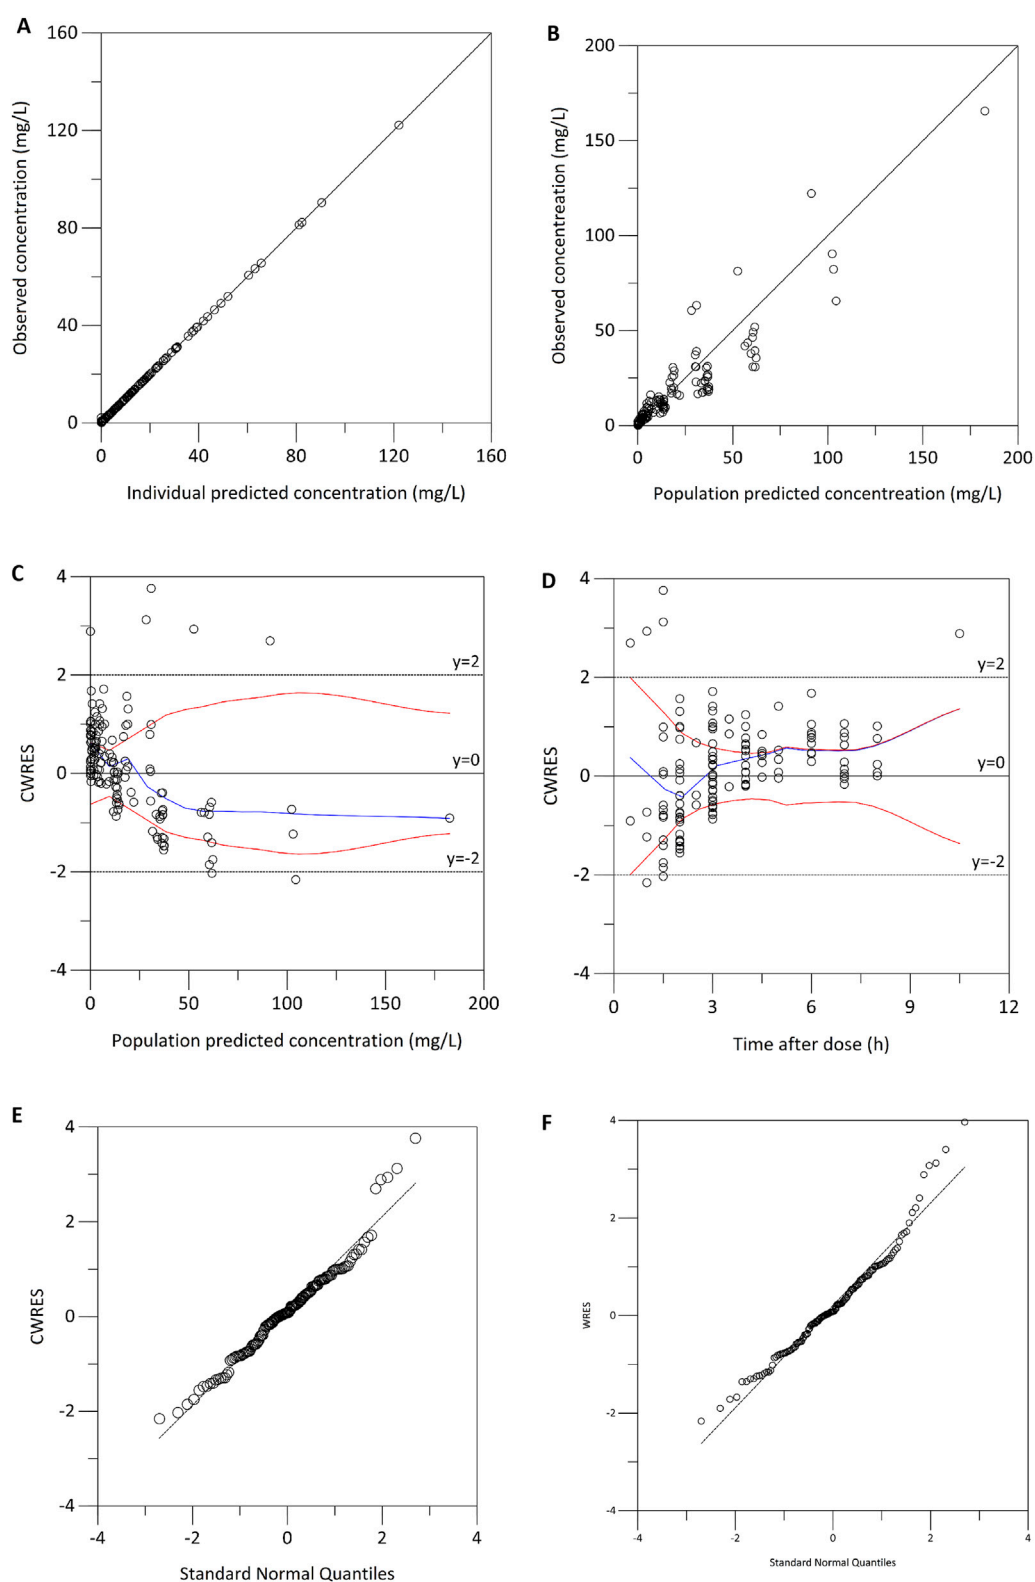 A
160
120
80
40
0
0
40
80
120
160
Observed concentration (mg/L)
Individual predicted concentration (mg/L)
B
200
150
100
50
0
0
50
100
150
200
Observed concentreation (mg/L)
Population predicted concentreation (mg/L)
C
4
2
0
-2
-4
y=2
y=0
y=-2
0
50
100
150
200
CWRES
Population predicted concentration (mg/L)
D
4
2
0
-2
-4
y=2
y=0
y=-2
0
3
6
9
12
CWRES
Time after dose (h)
E
4
2
0
-2
-4
-4
-2
0
2
4
CWRES
Standard Normal Quantiles
F
4
2
0
-2
-4
-4
-2
0
2
4
WRES
Standard Normal Quantiles